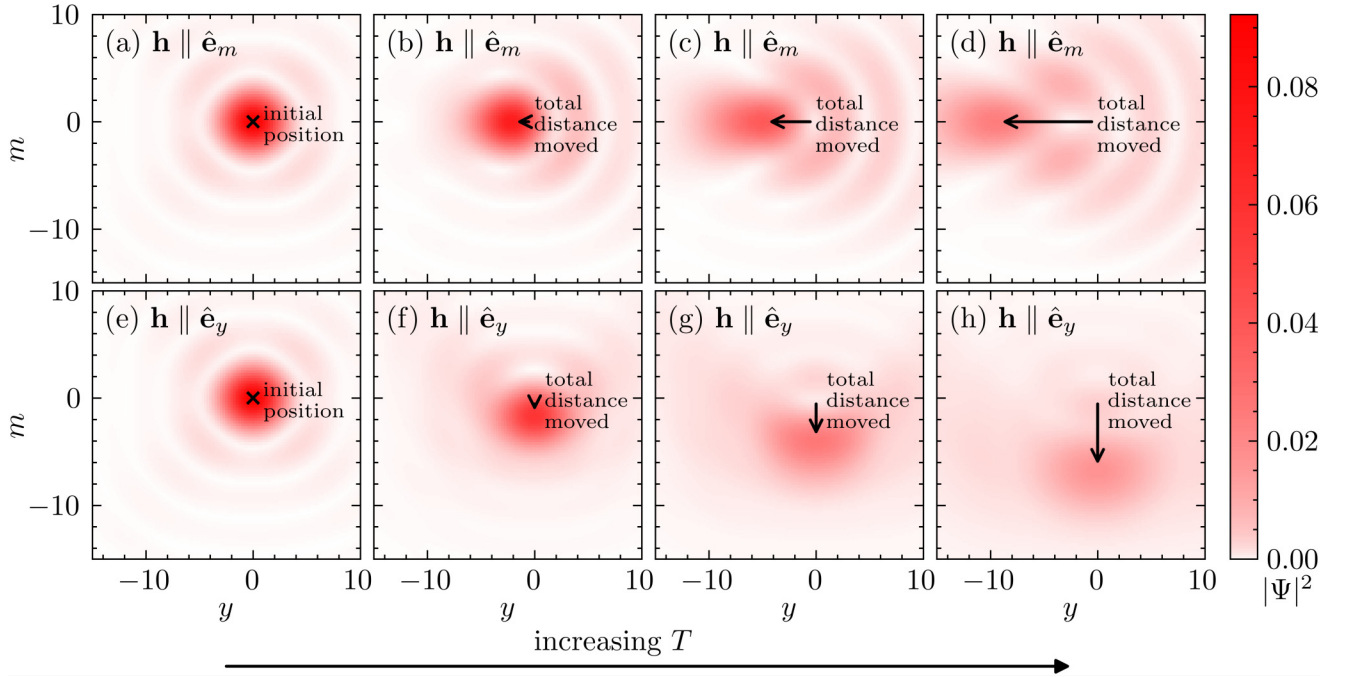 10
(a) h ∥ ê_m
(b) h ∥ ê_m
(c) h ∥ ê_m
(d) h ∥ ê_m
0.08
initial
position
total
distance
moved
total
distance
moved
total
distance
moved
m
0
−10
0.06
10
(e) h ∥ ê_y
(f) h ∥ ê_y
(g) h ∥ ê_y
(h) h ∥ ê_y
0.04
initial
position
total
distance
moved
total
distance
moved
total
distance
moved
m
0
−10
0.02
0.00
−10 0 10
−10 0 10
−10 0 10
−10 0 10
|Ψ|²
y
y
y
y
increasing T